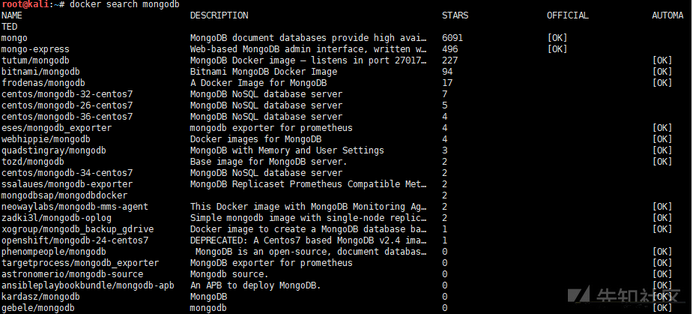 root@kali:~# docker search mongodb
NAME DESCRIPTION STARS OFFICIAL AUTOMA
TED
mongo MongoDB document databases provide high avai… 6091 [OK]
mongo-express Web-based MongoDB admin interface, written w… 496 [OK]
tutum/mongodb MongoDB Docker image – listens in port 27017… 227 [OK]
bitnami/mongodb Bitnami MongoDB Docker Image 94 [OK]
frodenas/mongodb A Docker Image for MongoDB 17 [OK]
centos/mongodb-32-centos7 MongoDB NoSQL database server 7
centos/mongodb-26-centos7 MongoDB NoSQL database server 5
centos/mongodb-36-centos7 MongoDB NoSQL database server 4
eses/mongodb_exporter mongodb exporter for prometheus 4 [OK]
webhippie/mongodb Docker images for MongoDB 4 [OK]
quadstingray/mongodb MongoDB with Memory and User Settings 3 [OK]
tozd/mongodb Base image for MongoDB server. 2 [OK]
centos/mongodb-34-centos7 MongoDB NoSQL database server 2
ssalaues/mongodb-exporter MongoDB Replicaset Prometheus Compatible Met… 2
mongodbsap/mongodbdocker 2
neowaylabs/mongodb-mms-agent This Docker image with MongoDB Monitoring Ag… 2 [OK]
zadki3l/mongodb-oplog Simple mongodb image with single-node replic… 2 [OK]
xogroup/mongodb_backup_gdrive Docker image to create a MongoDB database ba… 1 [OK]
openshift/mongodb-24-centos7 DEPRECATED: A Centos7 based MongoDB v2.4 ima… 1
phenompeople/mongodb MongoDB is an open-source, document databas… 0 [OK]
targetprocess/mongodb_exporter MongoDB exporter for prometheus 0 [OK]
astronomerio/mongodb-source Mongodb source. 0 [OK]
ansibleplaybookbundle/mongodb-apb An APB to deploy MongoDB. 0 [OK]
kardasz/mongodb MongoDB 0 [OK]
gebele/mongodb mongodb 0 [OK]
先知社区